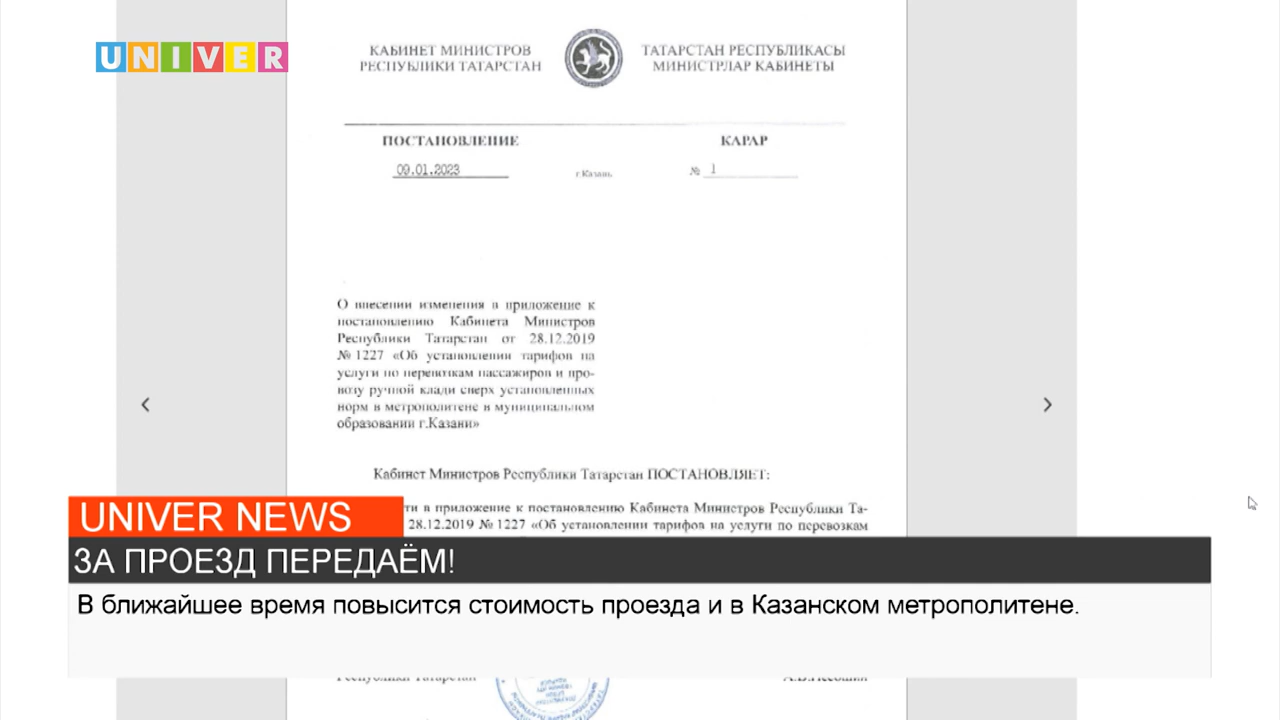 UNIVER
КАБИНЕТ МИНИСТРОВ
РЕСПУБЛИКИ ТАТАРСТАН
ТАТАРСТАН РЕСПУБЛИКАСЫ
МИНИСТРЛАР КАБИНЕТЫ
ПОСТАНОВЛЕНИЕ
КАРАР
09.01.2023
г.Казань
№ 1
О внесении изменения в приложение к
постановлению Кабинета Министров
Республики Татарстан от 28.12.2019
№ 1227 «Об установлении тарифов на
услуги по перевозкам пассажиров и про-
возу ручной клади сверх установленных
норм в метрополитене в муниципальном
образовании г.Казани»
Кабинет Министров Республики Татарстан ПОСТАНОВЛЯЕТ:
в приложение к постановлению Кабинета Министров Республики Та-
28.12.2019 № 1227 «Об установлении тарифов на услуги по перевозкам
UNIVER NEWS
ЗА ПРОЕЗД ПЕРЕДАЁМ!
В ближайшее время повысится стоимость проезда и в Казанском метрополитене.
Республики Татарстан
А.В.Песошин